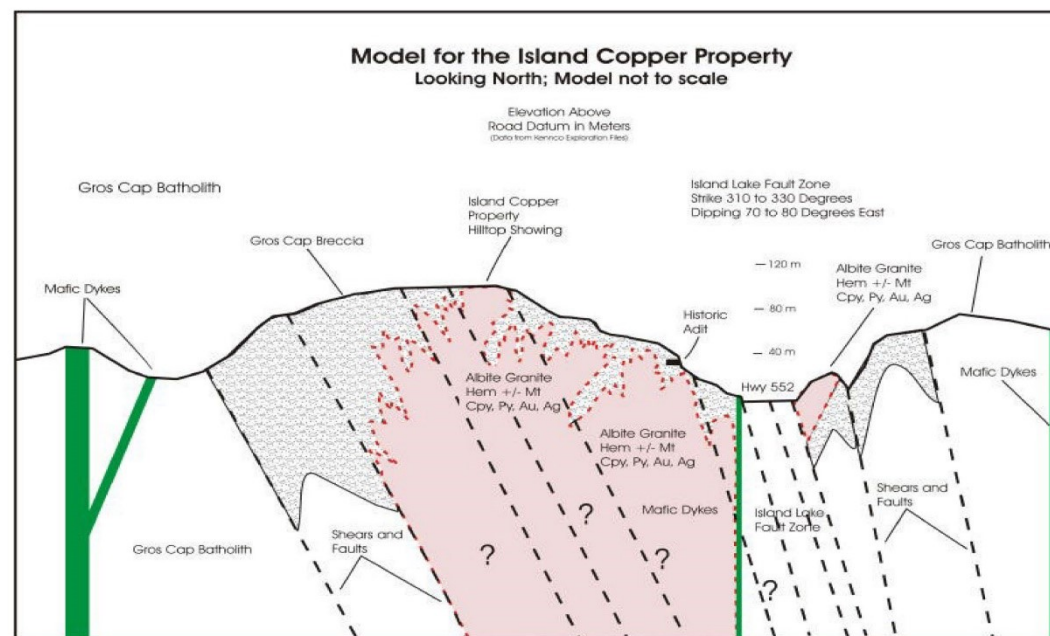 Model for the Island Copper Property
Looking North; Model not to scale
Elevation Above
Road Datum in Meters
(Data from Kennco Exploration Files)
Gros Cap Batholith
Island Copper
Property
Hilltop Showing
Island Lake Fault Zone
Strike 310 to 330 Degrees
Dipping 70 to 80 Degrees East
Gros Cap Breccia
Gros Cap Batholith
120 m
Albite Granite
Hem +/- Mt
Cpy, Py, Au, Ag
Mafic Dykes
80 m
Historic
Adit
40 m
Albite Granite
Hem +/- Mt
Cpy, Py, Au, Ag
Hwy 552
Mafic Dykes
Albite Granite
Hem +/- Mt
Cpy, Py, Au, Ag
Shears and
Faults
Mafic Dykes
Island Lake
Fault Zone
?
Shears and
Faults
Gros Cap Batholith
?
?
?